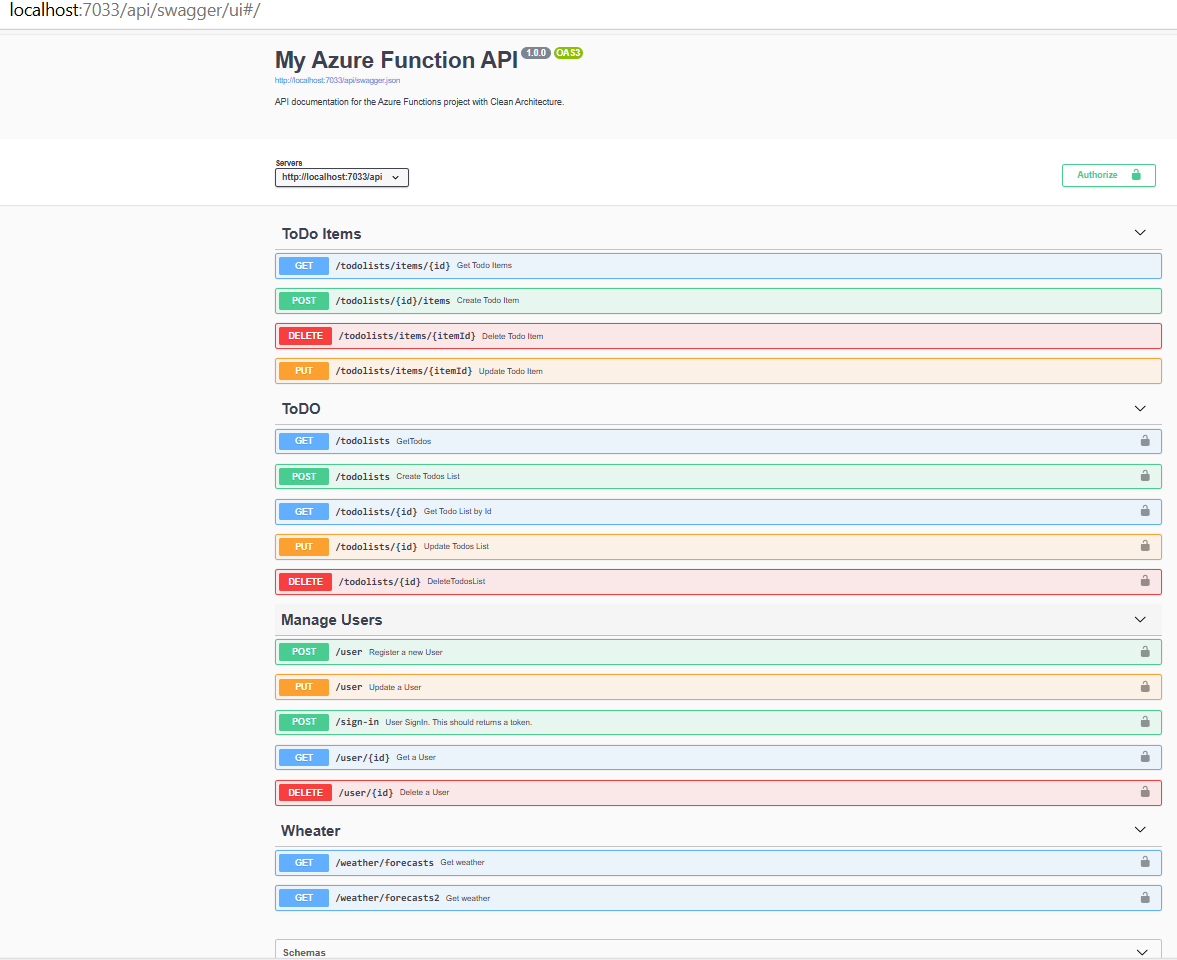 localhost:7033/api/swagger/ui#/
My Azure Function API 1.0.0 OAS3
http://localhost:7033/api/swagger.json
API documentation for the Azure Functions project with Clean Architecture.
Servers
http://localhost:7033/api
Authorize
ToDo Items
GET /todolists/items/{id} Get Todo Items
POST /todolists/{id}/items Create Todo Item
DELETE /todolists/items/{itemId} Delete Todo Item
PUT /todolists/items/{itemId} Update Todo Item
ToDO
GET /todolists GetTodos
POST /todolists Create Todos List
GET /todolists/{id} Get Todo List by Id
PUT /todolists/{id} Update Todos List
DELETE /todolists/{id} DeleteTodosList
Manage Users
POST /user Register a new User
PUT /user Update a User
POST /sign-in User SignIn. This should returns a token.
GET /user/{id} Get a User
DELETE /user/{id} Delete a User
Wheater
GET /weather/forecasts Get weather
GET /weather/forecasts2 Get weather
Schemas